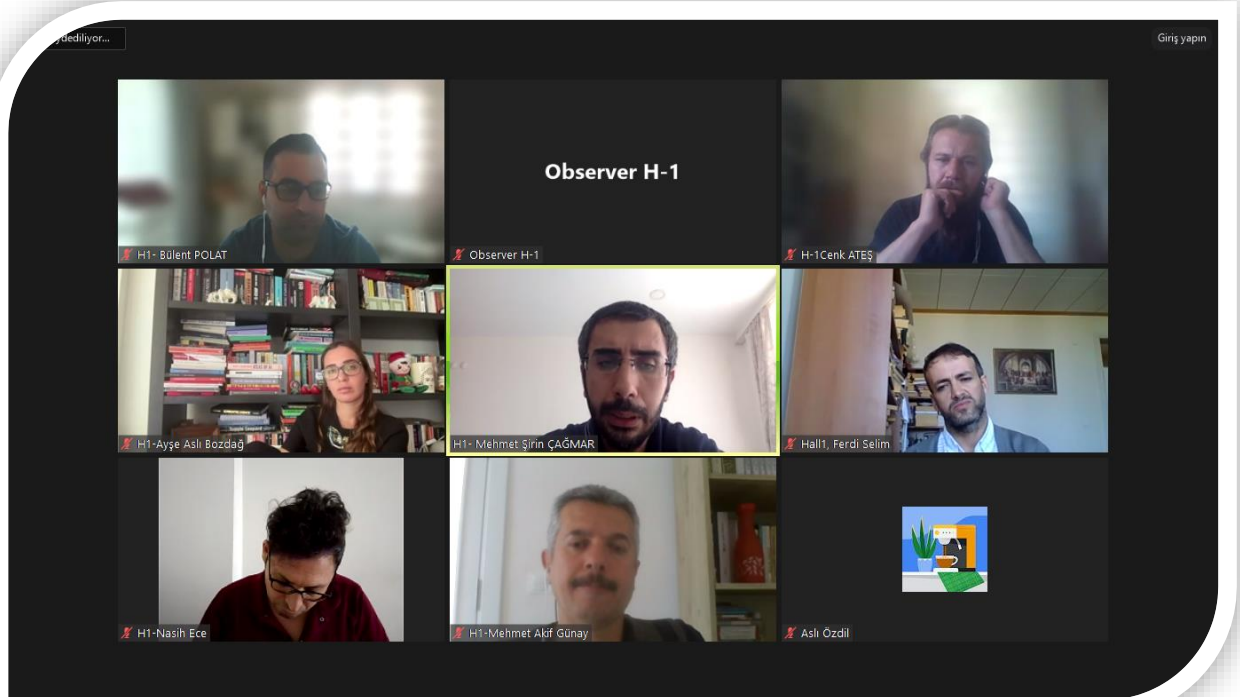 Giriş yapın
Observer H-1
H1- Bülent POLAT
Observer H-1
H-1Cenk ATEŞ
H1-Ayşe Aslı Bozdağ
H1- Mehmet Şirin ÇAĞMAR
Hall1, Ferdi Selim
H1-Nasih Ece
H1-Mehmet Akif Günay
Aslı Özdil